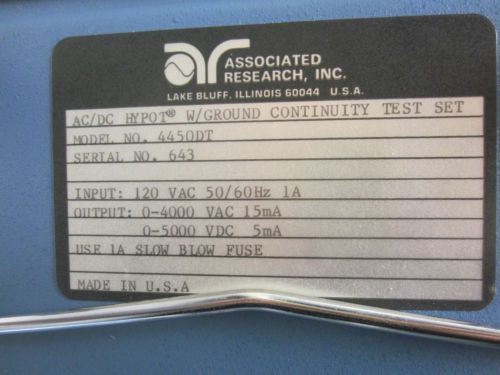 ar
ASSOCIATED
RESEARCH, INC.
LAKE BLUFF, ILLINOIS 60044 U.S.A.
AC/DC HYPOT® W/GROUND CONTINUITY TEST SET
MODEL NO. 4450DT
SERIAL NO. 643
INPUT: 120 VAC 50/60Hz 1A
OUTPUT: 0-4000 VAC 15mA
0-5000 VDC 5mA
USE 1A SLOW BLOW FUSE
MADE IN U.S.A